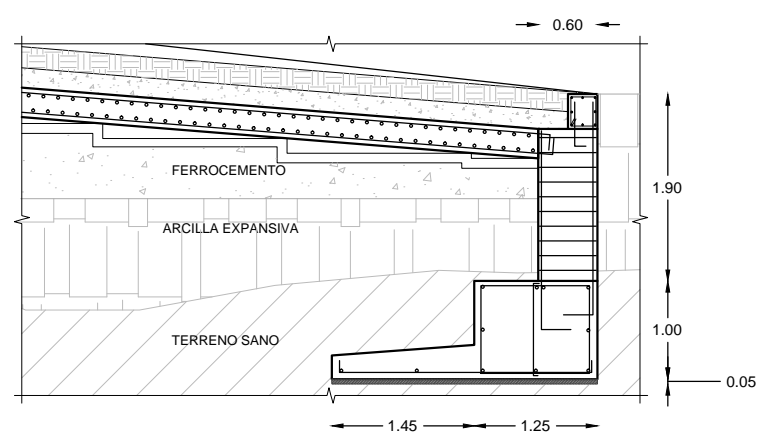 0.60
FERROCEMENTO
1.90
ARCILLA EXPANSIVA
TERRENO SANO
1.00
0.05
1.45
1.25